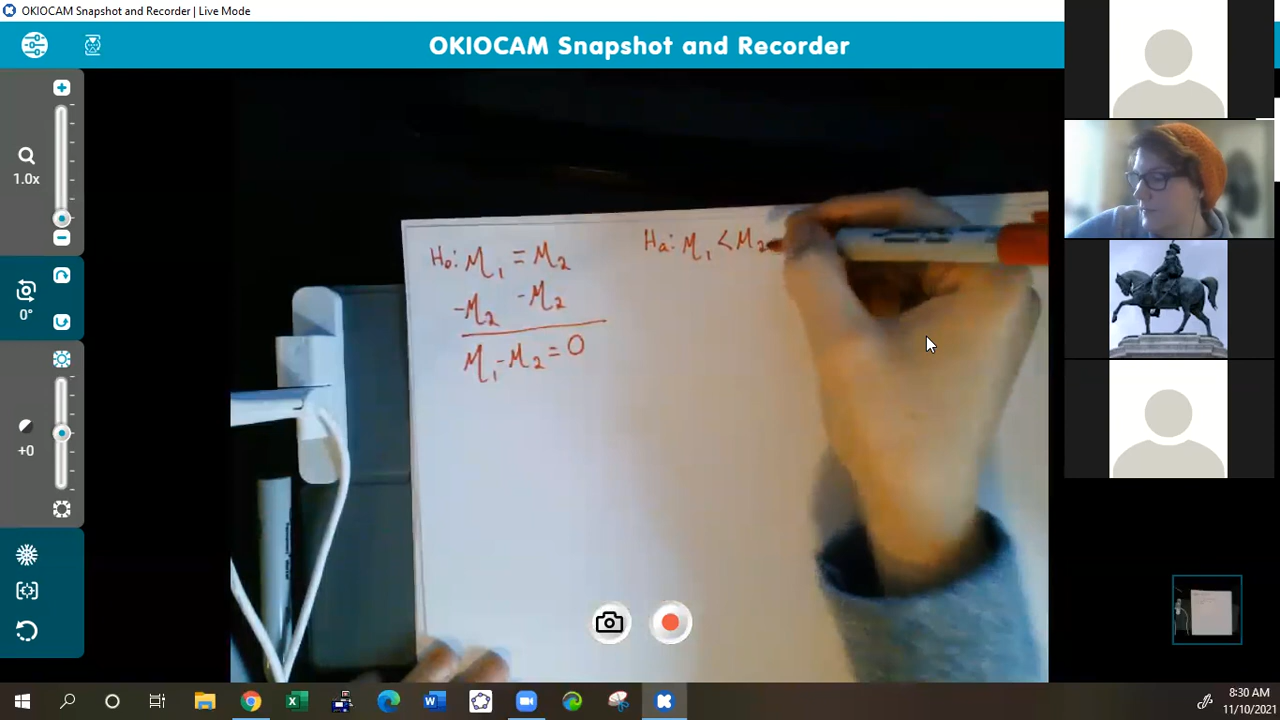 OKIOCAM Snapshot and Recorder | Live Mode
OKIOCAM Snapshot and Recorder
1.0x
0°
+0
H₀: M₁ = M₂
-M₂ -M₂
M₁ - M₂ = 0
Ha: M₁ < M₂
8:30 AM
11/10/2021